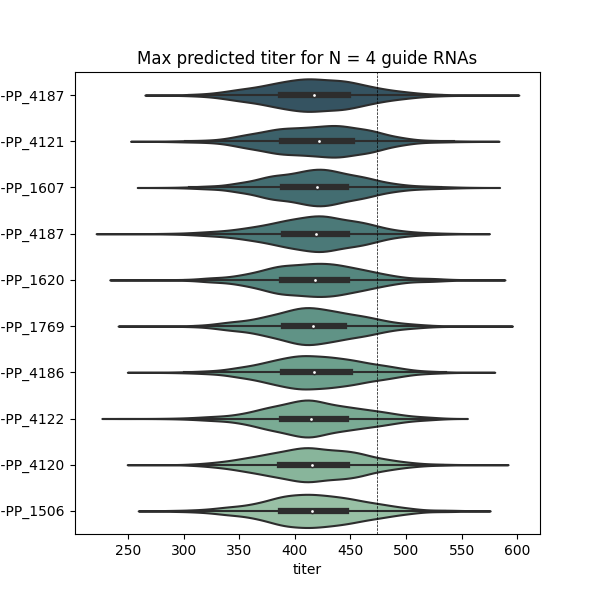 Max predicted titer for N = 4 guide RNAs
-PP_4187
-PP_4121
-PP_1607
-PP_4187
-PP_1620
-PP_1769
-PP_4186
-PP_4122
-PP_4120
-PP_1506
250 300 350 400 450 500 550 600
titer